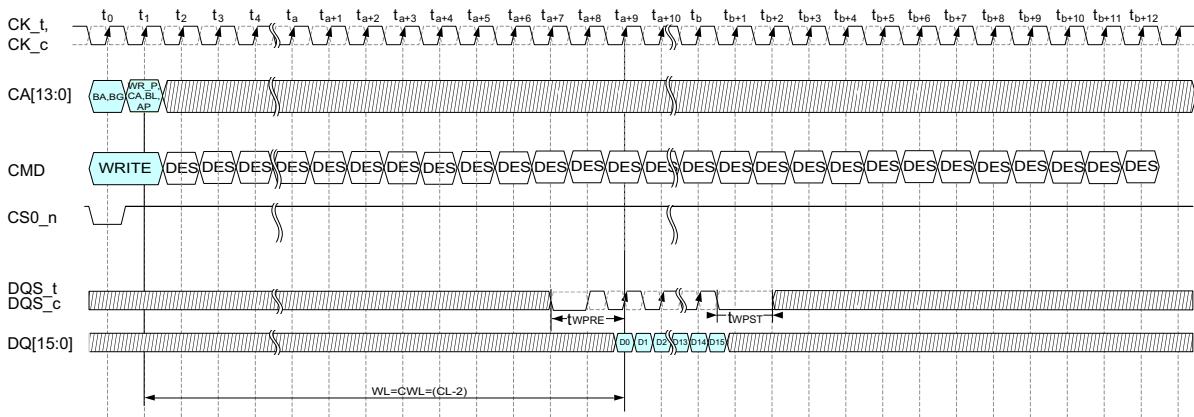 t0 t1 t2 t3 t4 ta ta+1 ta+2 ta+3 ta+4 ta+5 ta+6 ta+7 ta+8 ta+9 ta+10 tb tb+1 tb+2 tb+3 tb+4 tb+5 tb+6 tb+7 tb+8 tb+9 tb+10 tb+11 tb+12
CK_t,
CK_c
CA[13:0] BA,BG WR_P, CA,BL, AP
CMD WRITE DES DES DES DES DES DES DES DES DES DES DES DES DES DES DES DES DES DES DES DES DES DES DES DES DES DES DES
CS0_n
DQS_t
DQS_c
tWPRE tWPST
DQ[15:0] D0 D1 D2 D13 D14 D15
WL=CWL=(CL-2)